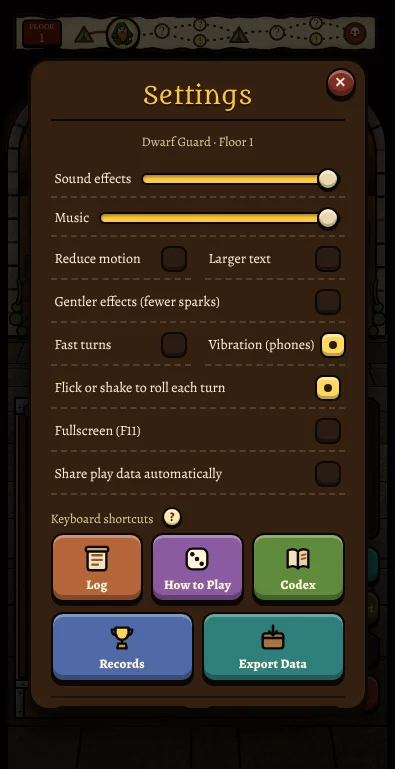 FLOOR
1
?
?
?
?
?
Settings
Dwarf Guard · Floor 1
Sound effects
Music
Reduce motion
Larger text
Gentler effects (fewer sparks)
Fast turns
Vibration (phones)
Flick or shake to roll each turn
Fullscreen (F11)
Share play data automatically
Keyboard shortcuts ?
Log
How to Play
Codex
Records
Export Data